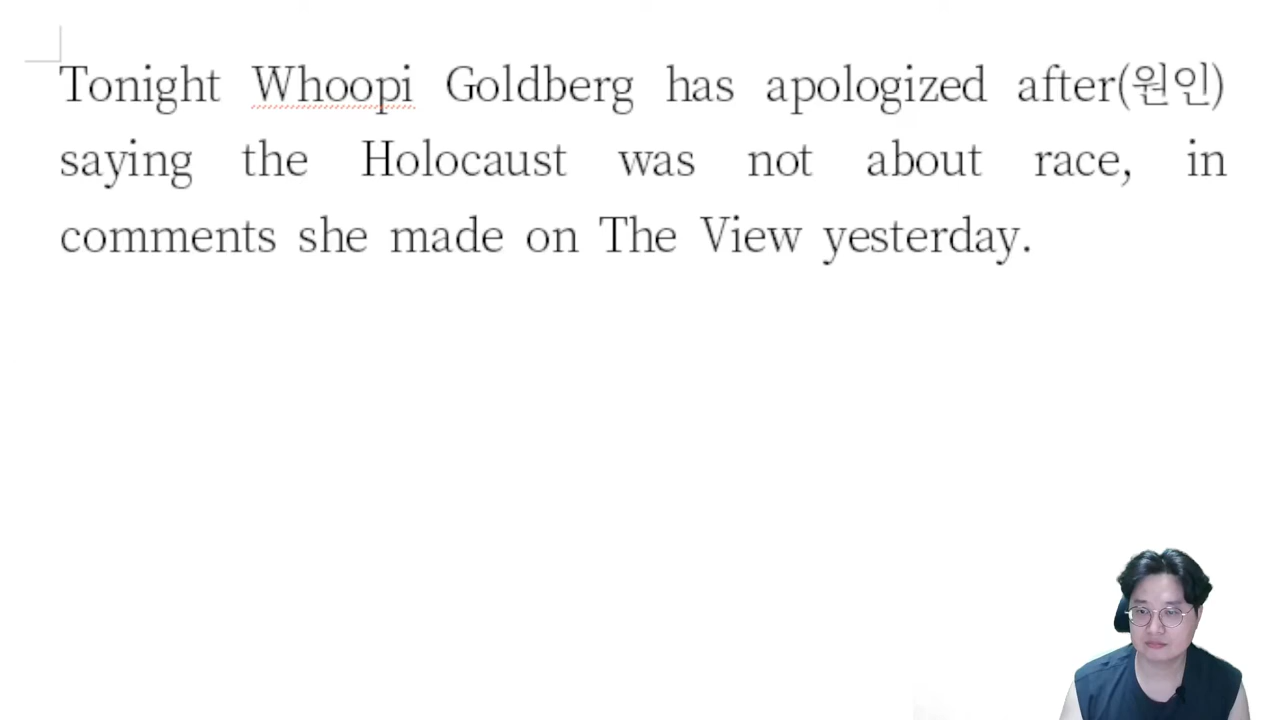 Tonight Whoopi Goldberg has apologized after(원인)
saying the Holocaust was not about race, in
comments she made on The View yesterday.